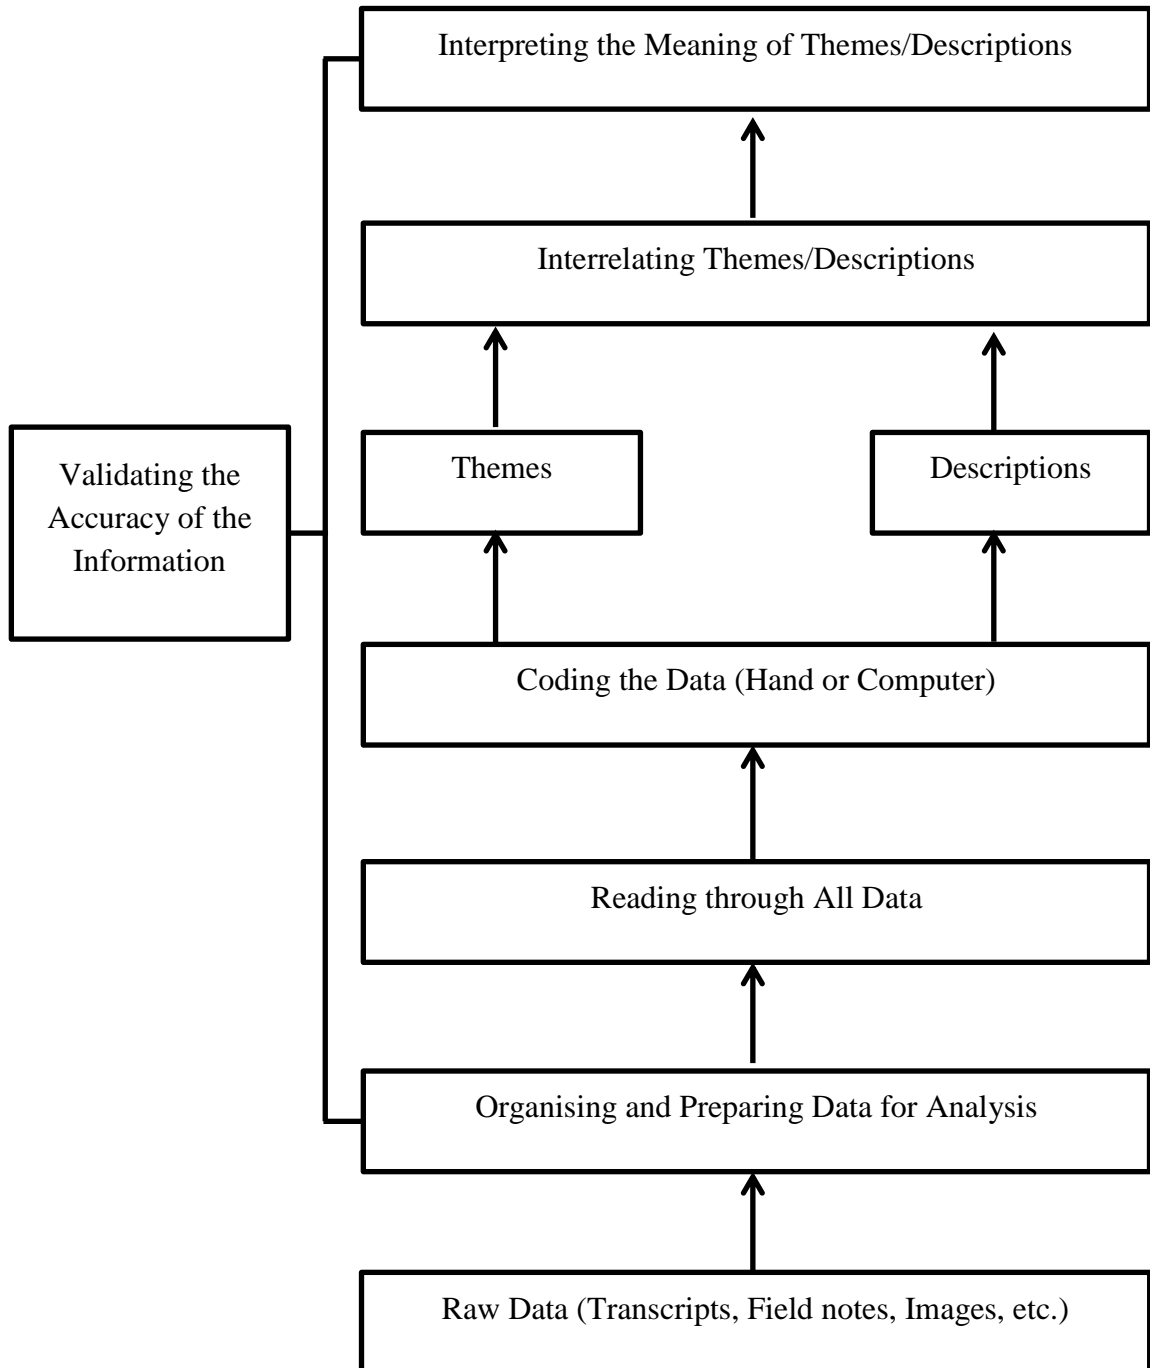 Interpreting the Meaning of Themes/Descriptions
Interrelating Themes/Descriptions
Themes
Descriptions
Validating the
Accuracy of the
Information
Coding the Data (Hand or Computer)
Reading through All Data
Organising and Preparing Data for Analysis
Raw Data (Transcripts, Field notes, Images, etc.)